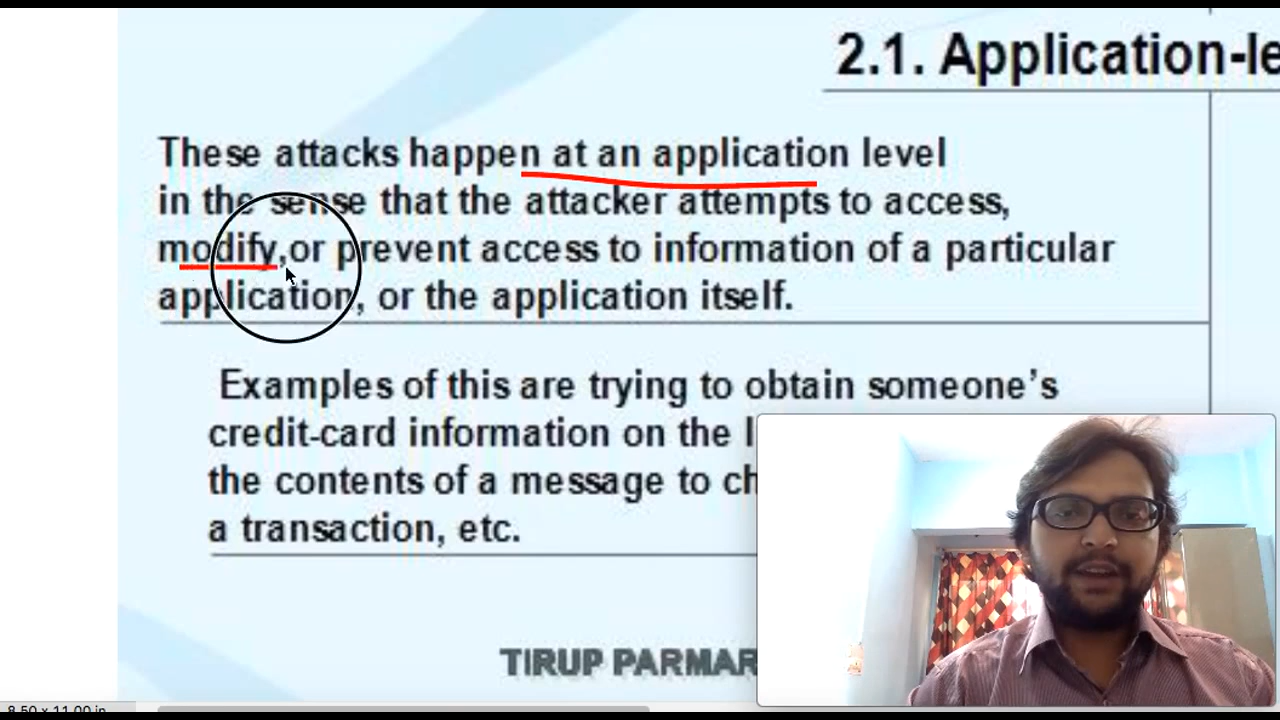 2.1. Application-le
These attacks happen at an application level
in the sense that the attacker attempts to access,
modify,or prevent access to information of a particular
application, or the application itself.
Examples of this are trying to obtain someone's
credit-card information on the
the contents of a message to ch
a transaction, etc.
TIRUP PARMAR
8.50 x 11.00 in